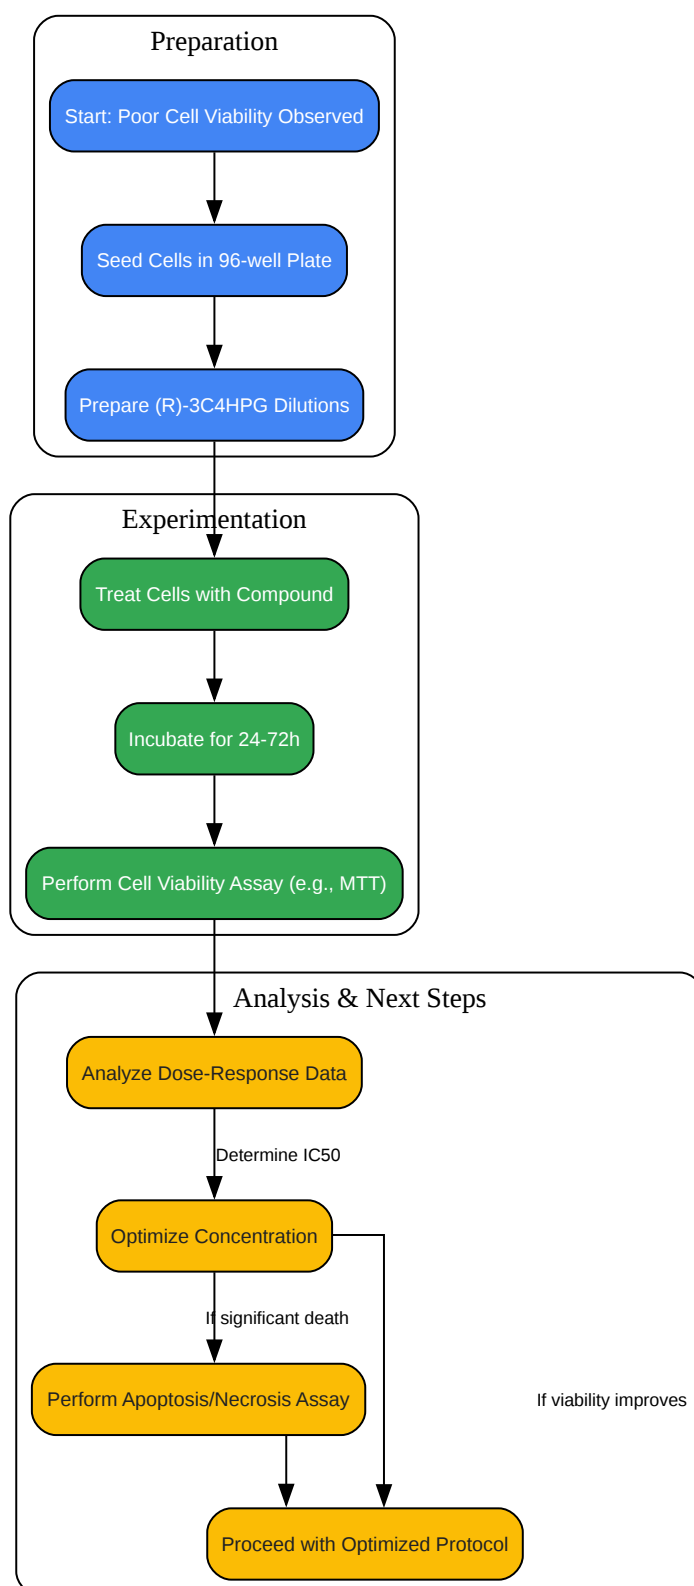 Preparation
Start: Poor Cell Viability Observed
Seed Cells in 96-well Plate
Prepare (R)-3C4HPG Dilutions
Experimentation
Treat Cells with Compound
Incubate for 24-72h
Perform Cell Viability Assay (e.g., MTT)
Analysis & Next Steps
Analyze Dose-Response Data
Determine IC50
Optimize Concentration
If significant death
Perform Apoptosis/Necrosis Assay
If viability improves
Proceed with Optimized Protocol